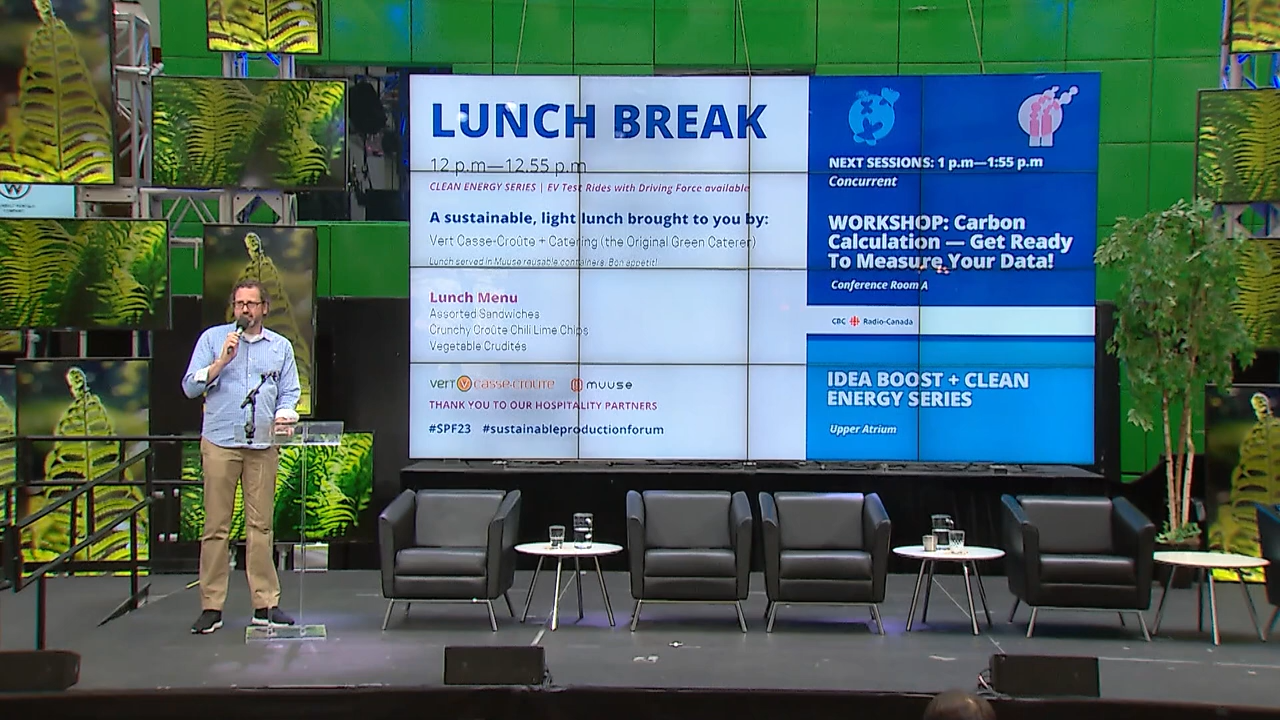 LUNCH BREAK
12 p.m—12.55 p.m
CLEAN ENERGY SERIES | EV Test Rides with Driving Force available
A sustainable, light lunch brought to you by:
Vert Casse-Croûte + Catering (the Original Green Caterer)
Lunch served in Muuse reusable containers. Bon appetit!
Lunch Menu
Assorted Sandwiches
Crunchy Croûte Chili Lime Chips
Vegetable Crudités
vert casse-croûte muuse
THANK YOU TO OUR HOSPITALITY PARTNERS
#SPF23 #sustainableproductionforum
NEXT SESSIONS: 1 p.m—1:55 p.m
Concurrent
WORKSHOP: Carbon
Calculation — Get Ready
To Measure Your Data!
Conference Room A
CBC Radio-Canada
IDEA BOOST + CLEAN
ENERGY SERIES
Upper Atrium